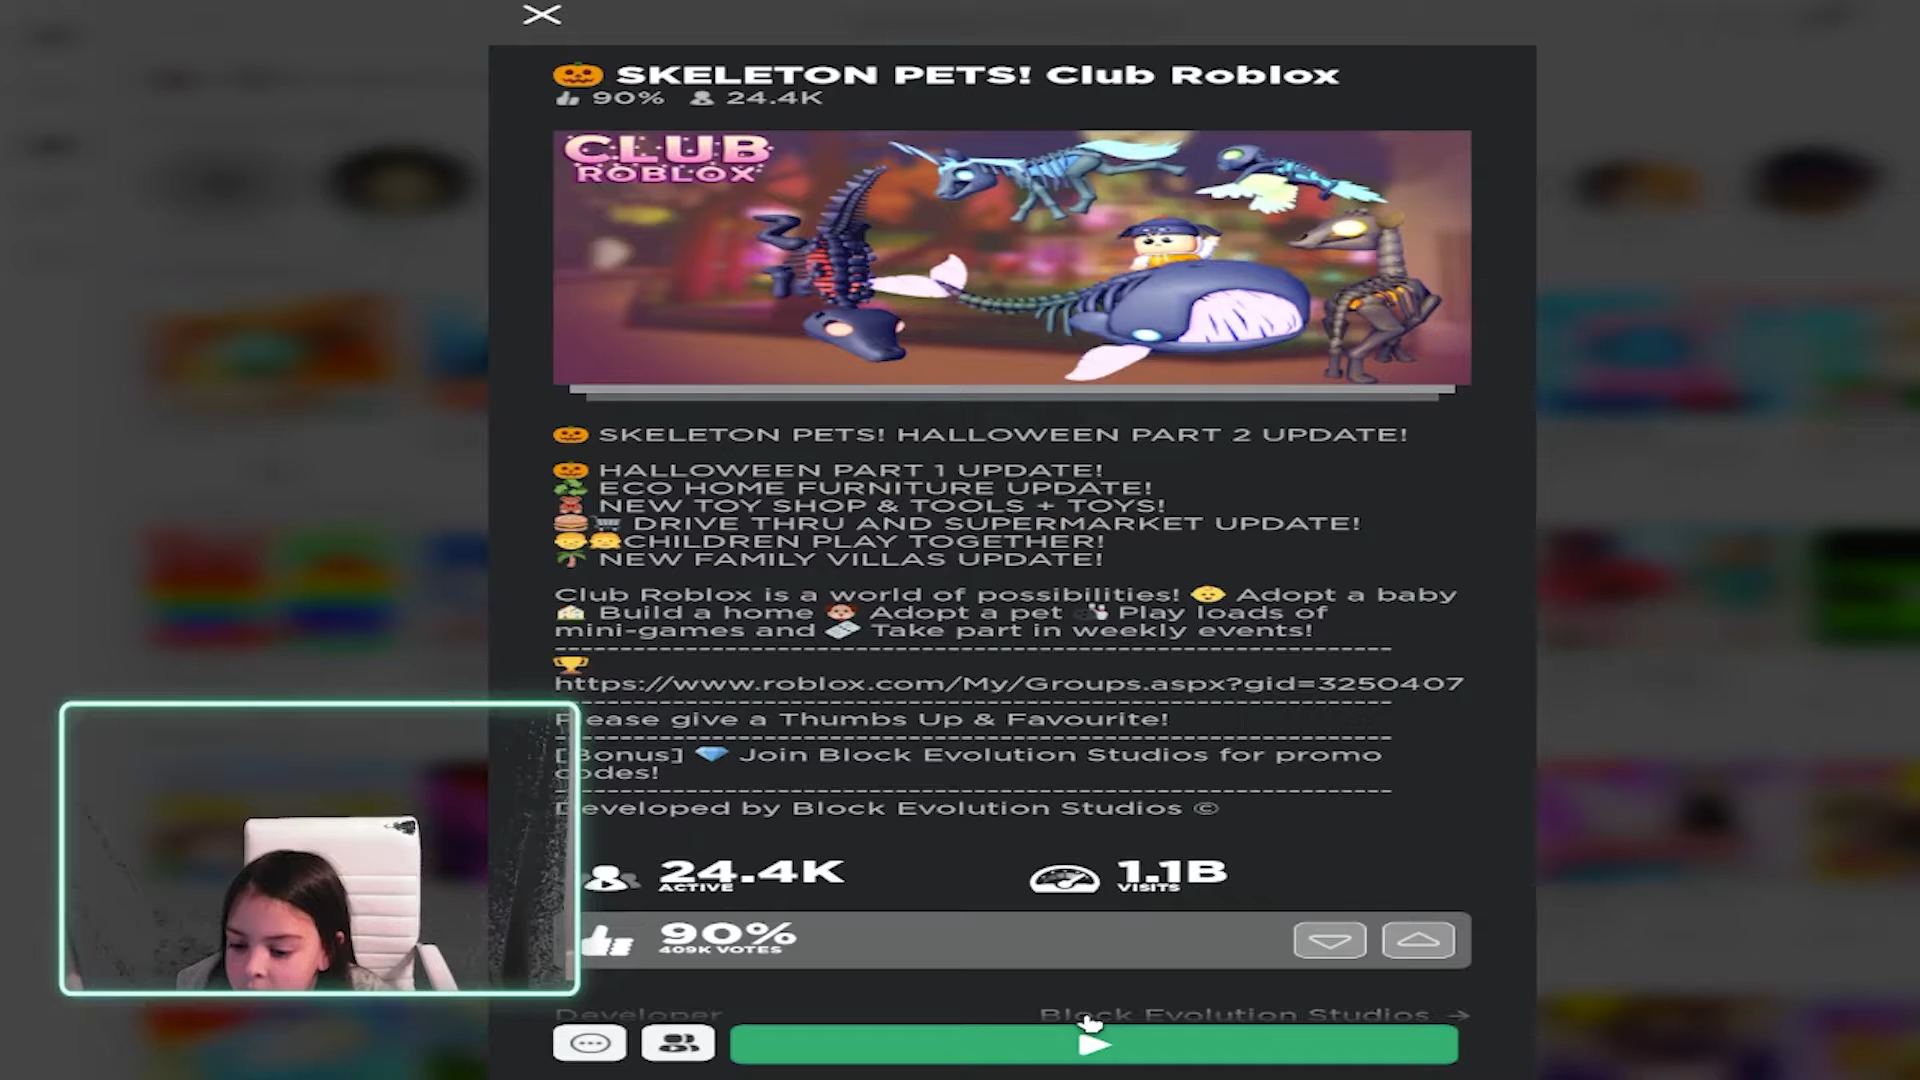 🎃 SKELETON PETS! Club Roblox
90% 24.4K
CLUB
ROBLOX
🎃 SKELETON PETS! HALLOWEEN PART 2 UPDATE!
🎃 HALLOWEEN PART 1 UPDATE!
♻️ ECO HOME FURNITURE UPDATE!
🧸 NEW TOY SHOP & TOOLS + TOYS!
🍔🛒 DRIVE THRU AND SUPERMARKET UPDATE!
👦👧CHILDREN PLAY TOGETHER!
🌴 NEW FAMILY VILLAS UPDATE!
Club Roblox is a world of possibilities! 👶 Adopt a baby
🏡 Build a home 🐶 Adopt a pet 🎳 Play loads of
mini-games and Take part in weekly events!
🏆
https://www.roblox.com/My/Groups.aspx?gid=3250407
Please give a Thumbs Up & Favourite!
[Bonus] 💎 Join Block Evolution Studios for promo
codes!
Developed by Block Evolution Studios ©
24.4K
ACTIVE
1.1B
VISITS
90%
409K VOTES
Developer Block Evolution Studios →